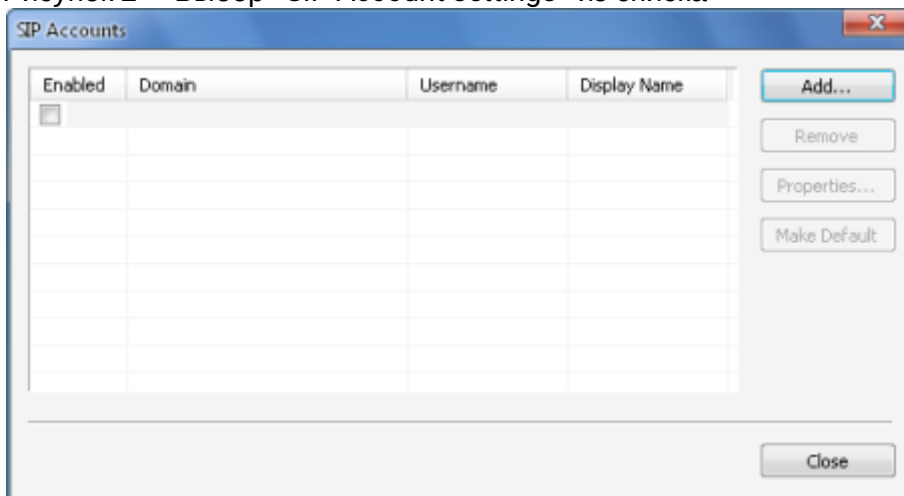 SIP Accounts
Enabled Domain Username Display Name
Add...
Remove
Properties...
Make Default
Close